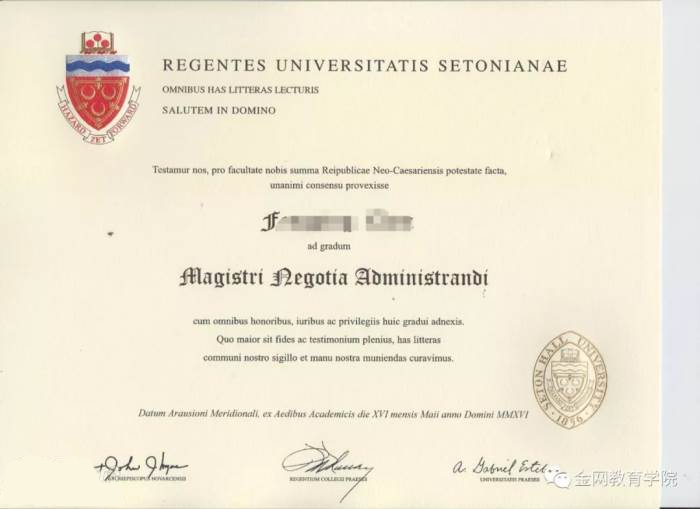 REGENTES UNIVERSITATIS SETONIANAE
OMNIBUS HAS LITTERAS LECTURIS
SALUTEM IN DOMINO
HAZARD ZET FORWARD
Testamur nos, pro facultate nobis summa Reipublicae Neo-Caesariensis potestate facta,
unanimi consensu provexisse
ad gradum
Magistri Negotia Administrandi
cum omnibus honoribus, iuribus ac privilegiis huic gradui adnexis.
Quo maior sit fides ac testimonium plenius, has litteras
communi nostro sigillo et manu nostra muniendas curavimus.
SETON HALL UNIVERSITY
1856
Datum Arausioni Meridionali, ex Aedibus Academicis die XVI mensis Maii anno Domini MMXVI
ARCHIEPISCOPUS NOVARCENSIS
REGENTIUM COLLEGII PRAESES
A. Gabriel Esteban
UNIVERSITATIS PRAESES
金网教育学院